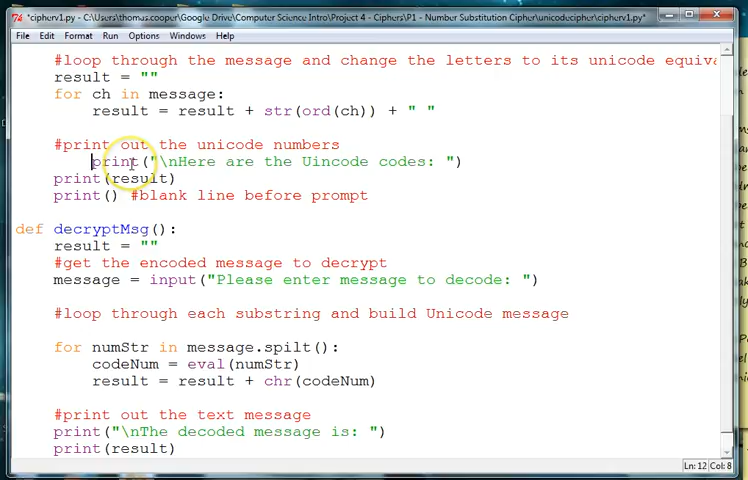 *cipherv1.py - C:\Users\thomas.cooper\Google Drive\Computer Science Intro\Project 4 - Ciphers\P1 - Number Substitution Cipher\unicodecipher\cipherv1.py*
File Edit Format Run Options Windows Help
#loop through the message and change the letters to its unicode equiva
result = ""
for ch in message:
result = result + str(ord(ch)) + " "
#print out the unicode numbers
print("\nHere are the Uincode codes: ")
print(result)
print() #blank line before prompt
def decryptMsg():
result = ""
#get the encoded message to decrypt
message = input("Please enter message to decode: ")
#loop through each substring and build Unicode message
for numStr in message.spilt():
codeNum = eval(numStr)
result = result + chr(codeNum)
#print out the text message
print("\nThe decoded message is: ")
print(result)
Ln: 12 Col: 8